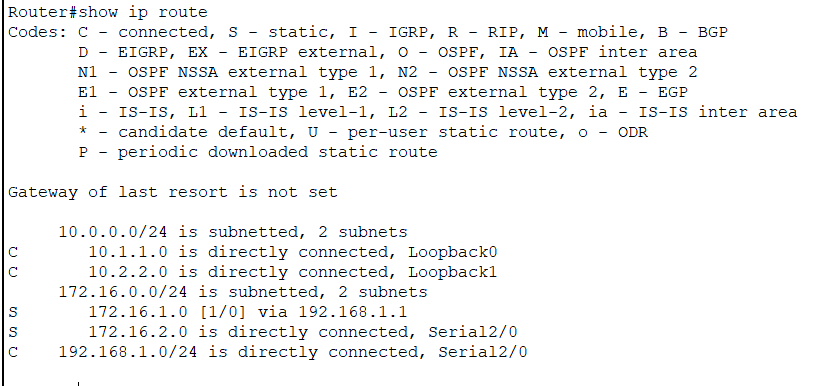 Router#show ip route
Codes: C - connected, S - static, I - IGRP, R - RIP, M - mobile, B - BGP
       D - EIGRP, EX - EIGRP external, O - OSPF, IA - OSPF inter area
       N1 - OSPF NSSA external type 1, N2 - OSPF NSSA external type 2
       E1 - OSPF external type 1, E2 - OSPF external type 2, E - EGP
       i - IS-IS, L1 - IS-IS level-1, L2 - IS-IS level-2, ia - IS-IS inter area
       * - candidate default, U - per-user static route, o - ODR
       P - periodic downloaded static route

Gateway of last resort is not set

     10.0.0.0/24 is subnetted, 2 subnets
C       10.1.1.0 is directly connected, Loopback0
C       10.2.2.0 is directly connected, Loopback1
     172.16.0.0/24 is subnetted, 2 subnets
S       172.16.1.0 [1/0] via 192.168.1.1
S       172.16.2.0 is directly connected, Serial2/0
C    192.168.1.0/24 is directly connected, Serial2/0